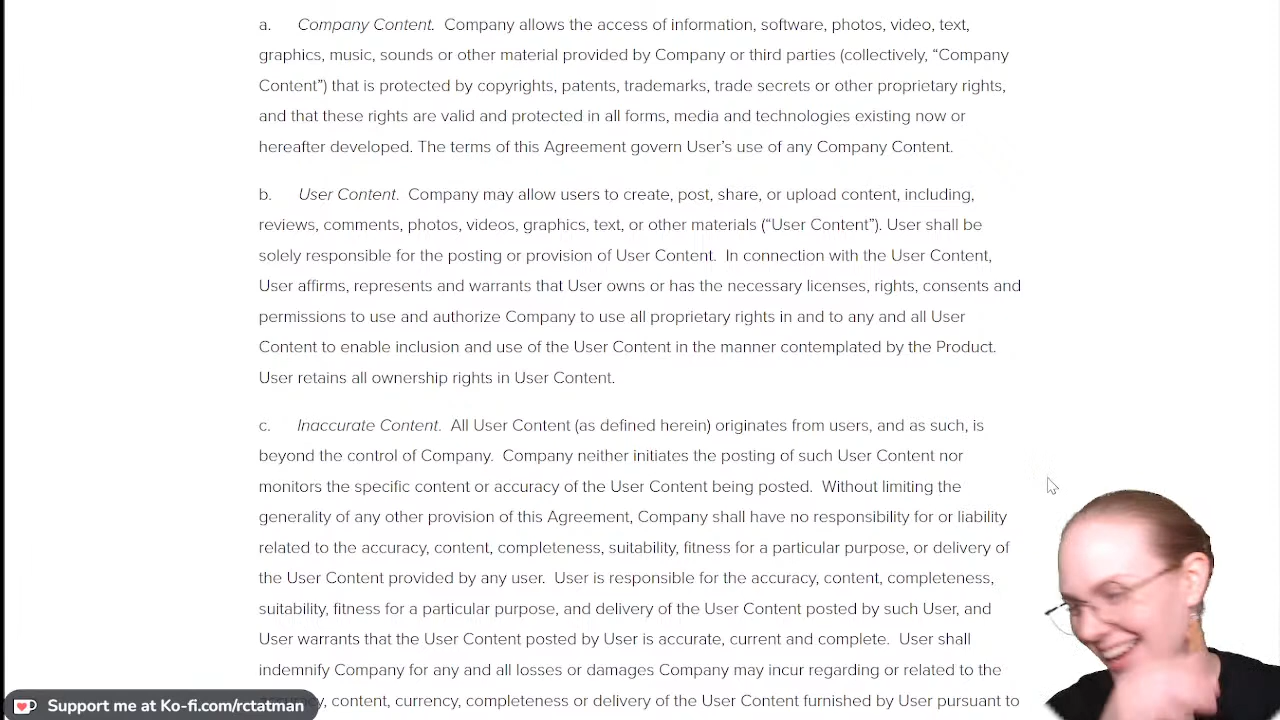 a. Company Content. Company allows the access of information, software, photos, video, text,
graphics, music, sounds or other material provided by Company or third parties (collectively, “Company
Content”) that is protected by copyrights, patents, trademarks, trade secrets or other proprietary rights,
and that these rights are valid and protected in all forms, media and technologies existing now or
hereafter developed. The terms of this Agreement govern User’s use of any Company Content.
b. User Content. Company may allow users to create, post, share, or upload content, including,
reviews, comments, photos, videos, graphics, text, or other materials (“User Content”). User shall be
solely responsible for the posting or provision of User Content. In connection with the User Content,
User affirms, represents and warrants that User owns or has the necessary licenses, rights, consents and
permissions to use and authorize Company to use all proprietary rights in and to any and all User
Content to enable inclusion and use of the User Content in the manner contemplated by the Product.
User retains all ownership rights in User Content.
c. Inaccurate Content. All User Content (as defined herein) originates from users, and as such, is
beyond the control of Company. Company neither initiates the posting of such User Content nor
monitors the specific content or accuracy of the User Content being posted. Without limiting the
generality of any other provision of this Agreement, Company shall have no responsibility for or liability
related to the accuracy, content, completeness, suitability, fitness for a particular purpose, or delivery of
the User Content provided by any user. User is responsible for the accuracy, content, completeness,
suitability, fitness for a particular purpose, and delivery of the User Content posted by such User, and
User warrants that the User Content posted by User is accurate, current and complete. User shall
indemnify Company for any and all losses or damages Company may incur regarding or related to the
content, currency, completeness or delivery of the User Content furnished by User pursuant to
Support me at Ko-fi.com/rctatman